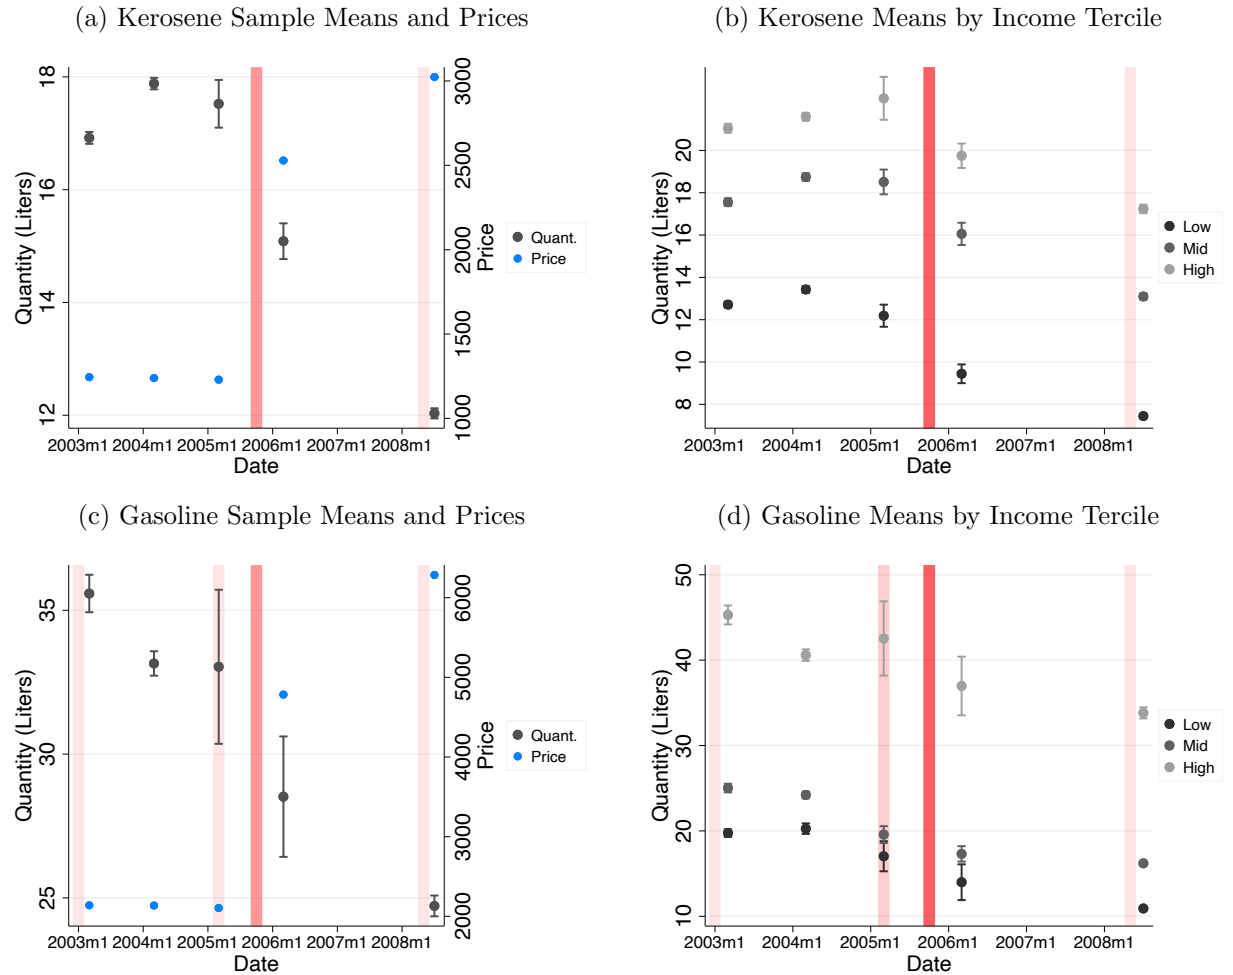 (a) Kerosene Sample Means and Prices
18
16
14
12
Quantity (Liters)
3000
2500
2000
1500
1000
Price
Quant.
Price
2003m1 2004m1 2005m1 2006m1 2007m1 2008m1
Date
(b) Kerosene Means by Income Tercile
20
18
16
14
12
10
8
Quantity (Liters)
Low
Mid
High
2003m1 2004m1 2005m1 2006m1 2007m1 2008m1
Date
(c) Gasoline Sample Means and Prices
35
30
25
Quantity (Liters)
6000
5000
4000
3000
2000
Price
Quant.
Price
2003m1 2004m1 2005m1 2006m1 2007m1 2008m1
Date
(d) Gasoline Means by Income Tercile
50
40
30
20
10
Quantity (Liters)
Low
Mid
High
2003m1 2004m1 2005m1 2006m1 2007m1 2008m1
Date